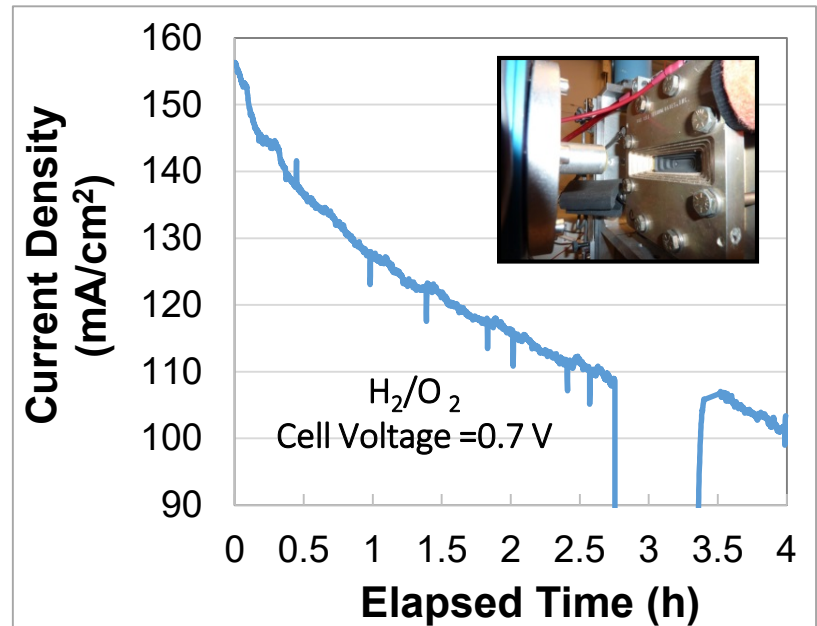 160
150
140
130
120
110
100
90
Current Density
(mA/cm²)
H₂/O₂
Cell Voltage =0.7 V
0 0.5 1 1.5 2 2.5 3 3.5 4
Elapsed Time (h)